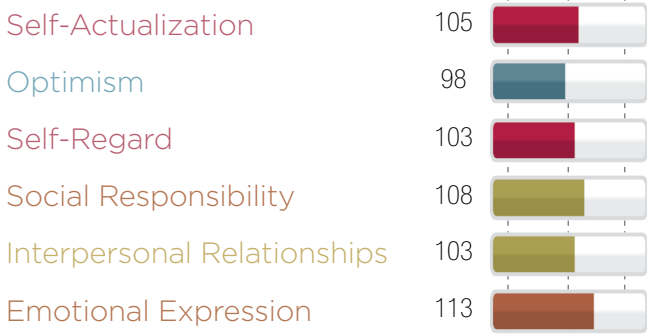 Self-Actualization 105
Optimism 98
Self-Regard 103
Social Responsibility 108
Interpersonal Relationships 103
Emotional Expression 113